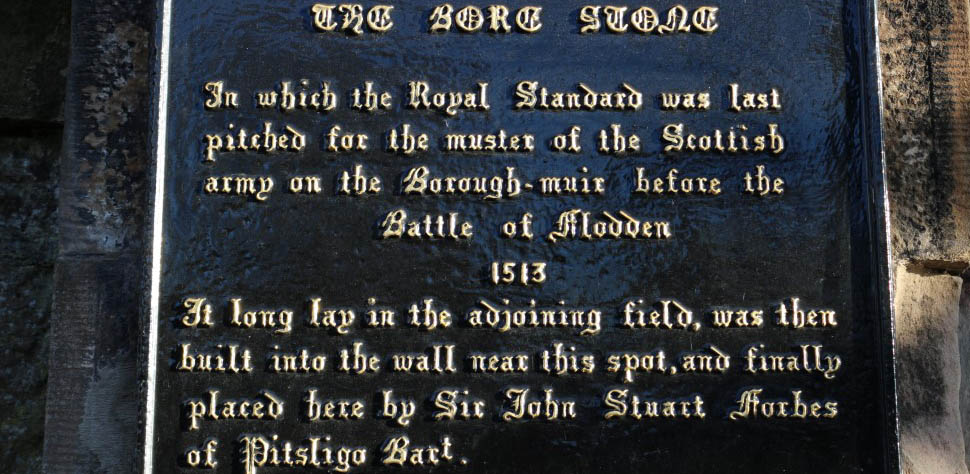 THE BORE STONE
In which the Royal Standard was last
pitched for the muster of the Scottish
army on the Borough-muir before the
Battle of Flodden
1513
It long lay in the adjoining field, was then
built into the wall near this spot, and finally
placed here by Sir John Stuart Forbes
of Pitsligo Bart.